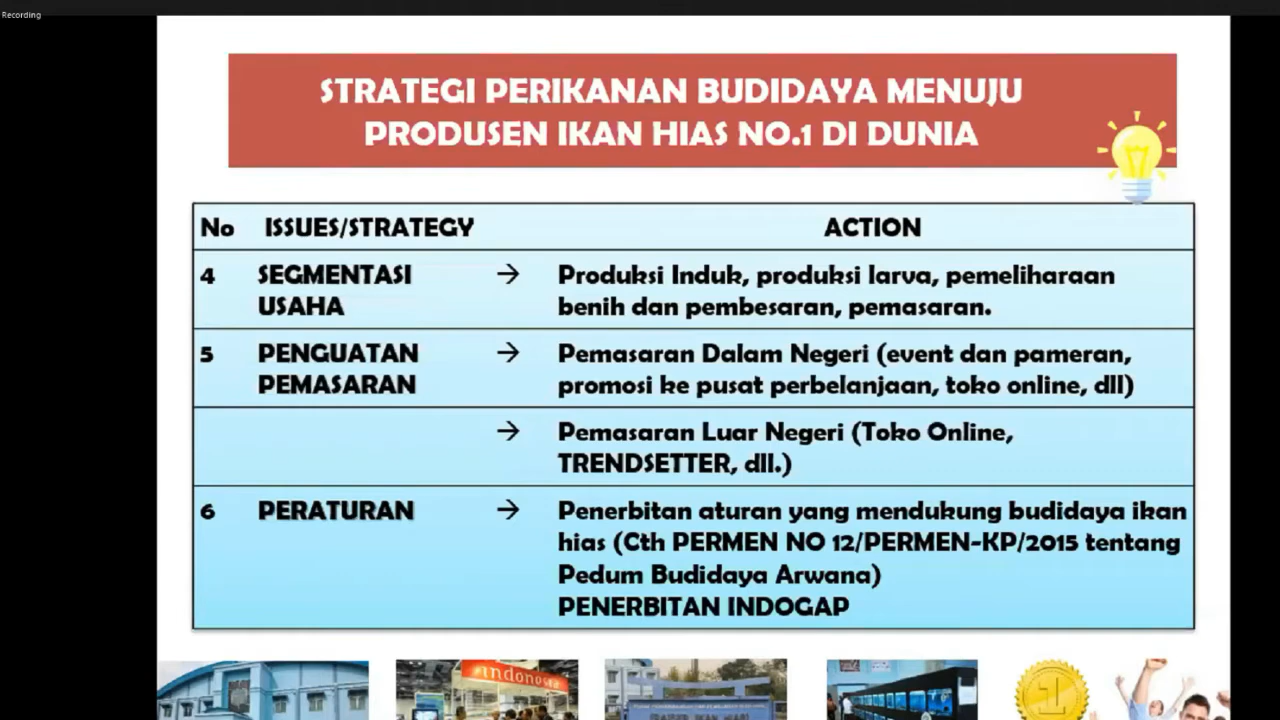 Recording
STRATEGI PERIKANAN BUDIDAYA MENUJU
PRODUSEN IKAN HIAS NO.1 DI DUNIA
No ISSUES/STRATEGY ACTION
4 SEGMENTASI → Produksi Induk, produksi larva, pemeliharaan
USAHA benih dan pembesaran, pemasaran.
5 PENGUATAN → Pemasaran Dalam Negeri (event dan pameran,
PEMASARAN promosi ke pusat perbelanjaan, toko online, dll)
→ Pemasaran Luar Negeri (Toko Online,
TRENDSETTER, dll.)
6 PERATURAN → Penerbitan aturan yang mendukung budidaya ikan
hias (Cth PERMEN NO 12/PERMEN-KP/2015 tentang
Pedum Budidaya Arwana)
PENERBITAN INDOGAP
indonesia
IKAN HIAS
1